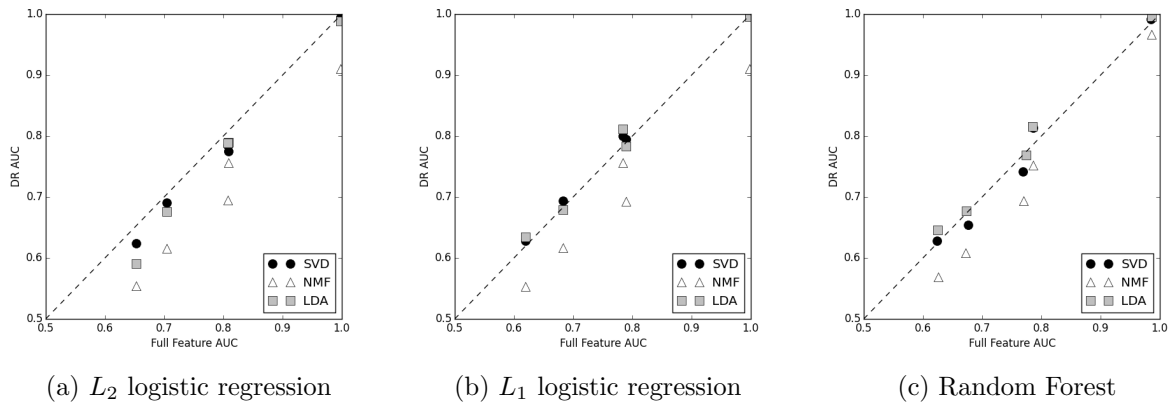 1.0
0.9
0.8
0.7
0.6
0.5
DR AUC
0.5 0.6 0.7 0.8 0.9 1.0
Full Feature AUC
SVD
NMF
LDA
(a) L₂ logistic regression
1.0
0.9
0.8
0.7
0.6
0.5
DR AUC
0.5 0.6 0.7 0.8 0.9 1.0
Full Feature AUC
SVD
NMF
LDA
(b) L₁ logistic regression
1.0
0.9
0.8
0.7
0.6
0.5
DR AUC
0.5 0.6 0.7 0.8 0.9 1.0
Full Feature AUC
SVD
NMF
LDA
(c) Random Forest